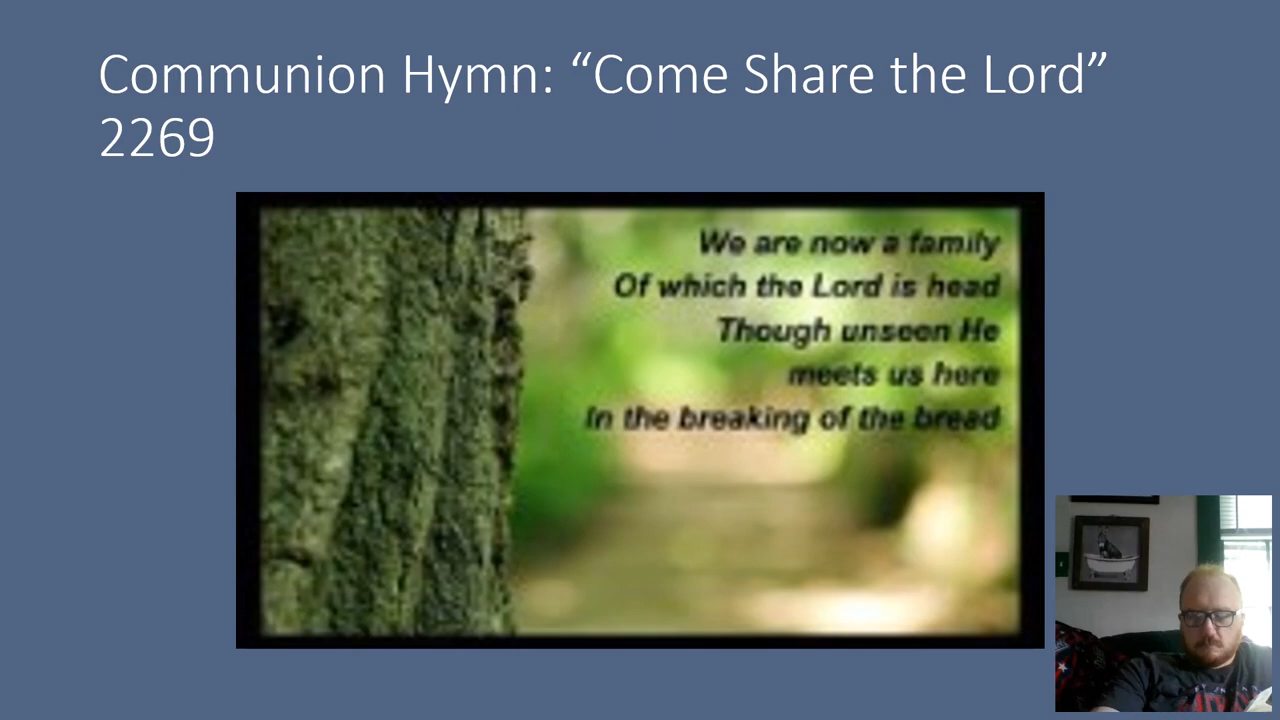 Communion Hymn: “Come Share the Lord”
2269
We are now a family
Of which the Lord is head
Though unseen He
meets us here
In the breaking of the bread